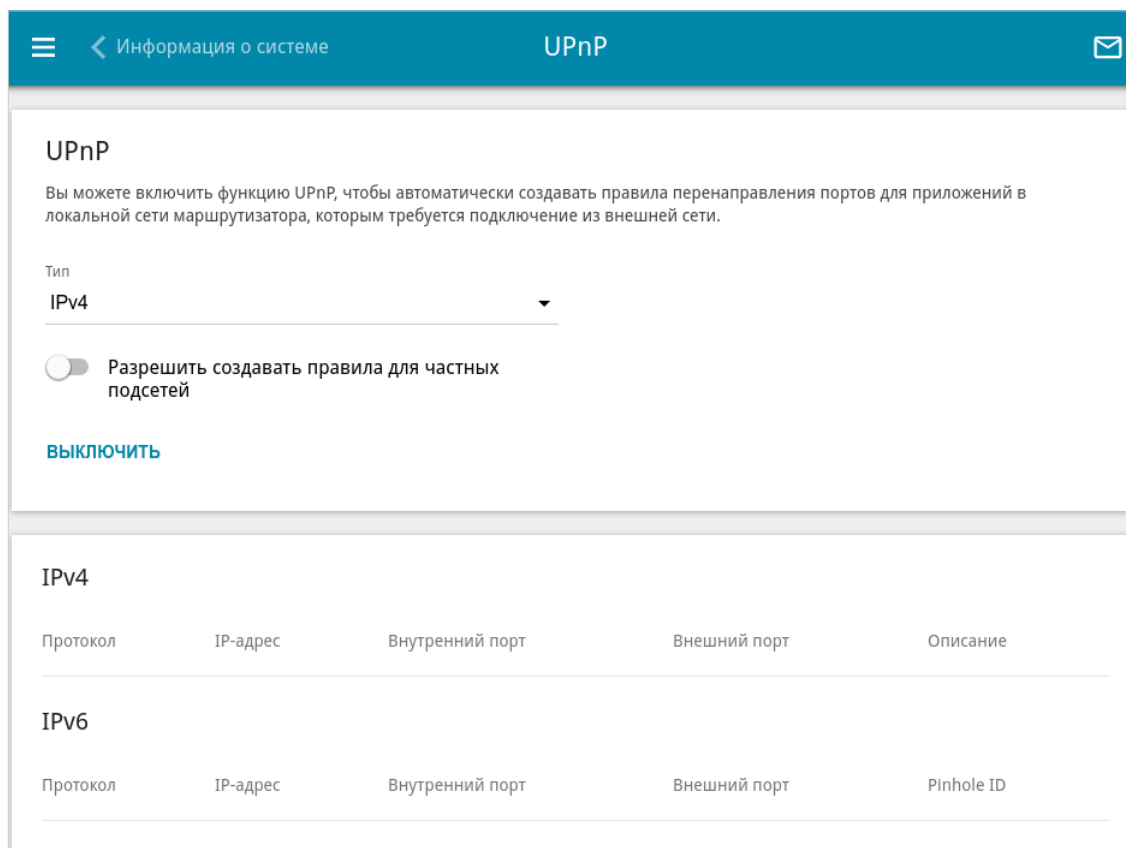 Информация о системе UPnP
UPnP
Вы можете включить функцию UPnP, чтобы автоматически создавать правила перенаправления портов для приложений в
локальной сети маршрутизатора, которым требуется подключение из внешней сети.
Тип
IPv4
Разрешить создавать правила для частных
подсетей
ВЫКЛЮЧИТЬ
IPv4
Протокол IP-адрес Внутренний порт Внешний порт Описание
IPv6
Протокол IP-адрес Внутренний порт Внешний порт Pinhole ID